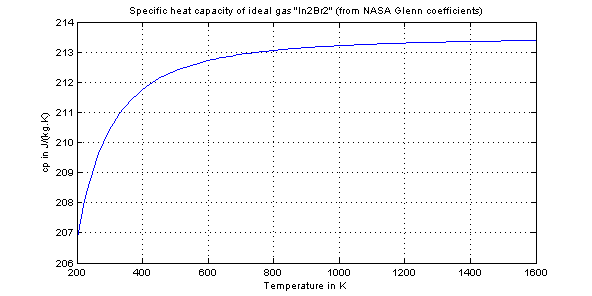 Specific heat capacity of ideal gas "In2Br2" (from NASA Glenn coefficients)
214
213
212
211
210
209
208
207
206
cp in J/(kg.K)
200 400 600 800 1000 1200 1400 1600
Temperature in K